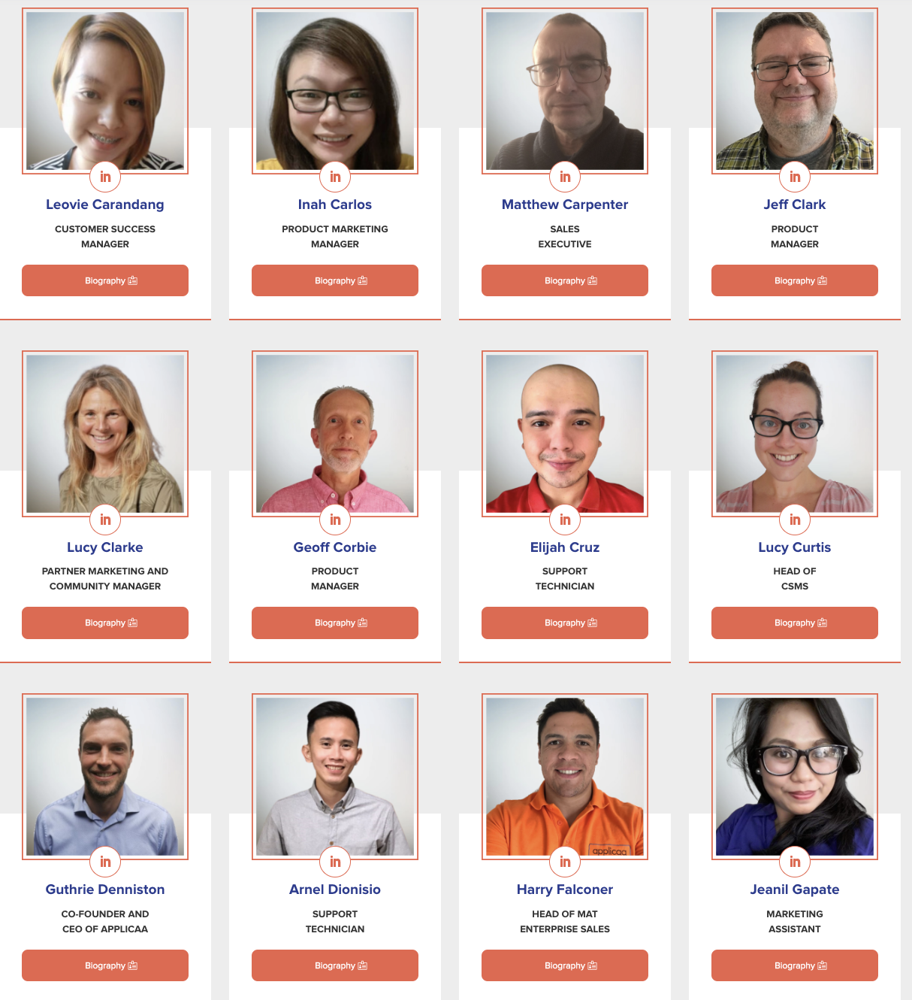 in in in in
Leovie Carandang Inah Carlos Matthew Carpenter Jeff Clark
CUSTOMER SUCCESS PRODUCT MARKETING SALES PRODUCT
MANAGER MANAGER EXECUTIVE MANAGER
Biography Biography Biography Biography
in in in in
Lucy Clarke Geoff Corbie Elijah Cruz Lucy Curtis
PARTNER MARKETING AND PRODUCT SUPPORT HEAD OF
COMMUNITY MANAGER MANAGER TECHNICIAN CSMS
Biography Biography Biography Biography
applicaa
in in in in
Guthrie Denniston Arnel Dionisio Harry Falconer Jeanil Gapate
CO-FOUNDER AND SUPPORT HEAD OF MAT MARKETING
CEO OF APPLICAA TECHNICIAN ENTERPRISE SALES ASSISTANT
Biography Biography Biography Biography